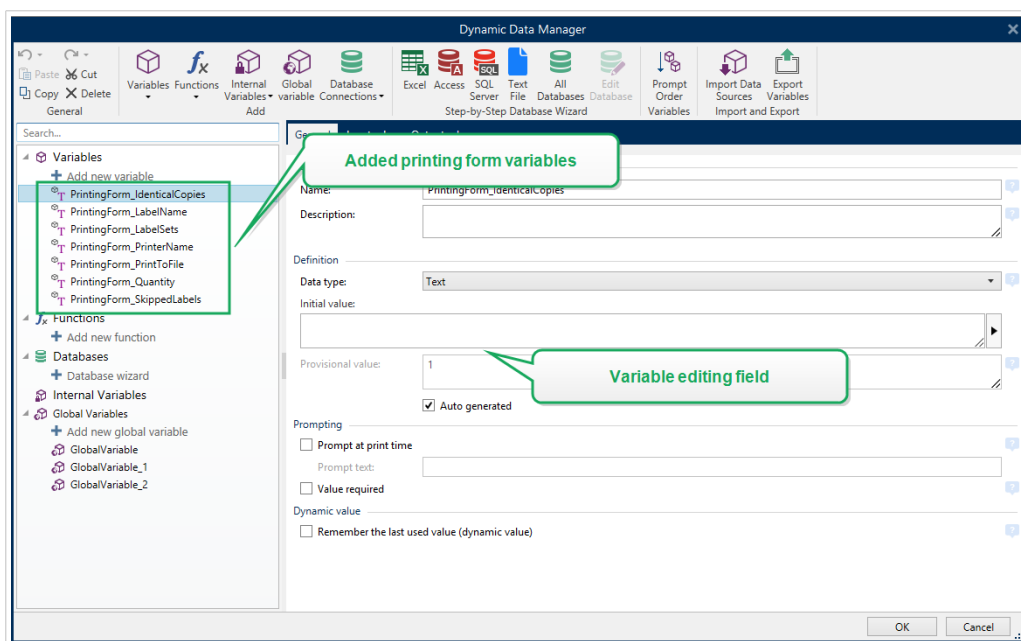 Dynamic Data Manager
Paste Cut
Copy Delete
General
Variables Functions Internal Variables Global variable Database Connections
Add
Excel Access SQL Server Text File All Databases Edit Database
Step-by-Step Database Wizard
Prompt Order
Variables
Import Data Sources Export Variables
Import and Export
Search...
Variables
Add new variable
PrintingForm_IdenticalCopies
PrintingForm_LabelName
PrintingForm_LabelSets
PrintingForm_PrinterName
PrintingForm_PrintToFile
PrintingForm_Quantity
PrintingForm_SkippedLabels
Functions
Add new function
Databases
Database wizard
Internal Variables
Global Variables
Add new global variable
GlobalVariable
GlobalVariable_1
GlobalVariable_2
Added printing form variables
Name: PrintingForm_IdenticalCopies
Description:
Definition
Data type: Text
Initial value:
Provisional value: 1
Variable editing field
Auto generated
Prompting
Prompt at print time
Prompt text:
Value required
Dynamic value
Remember the last used value (dynamic value)
OK Cancel